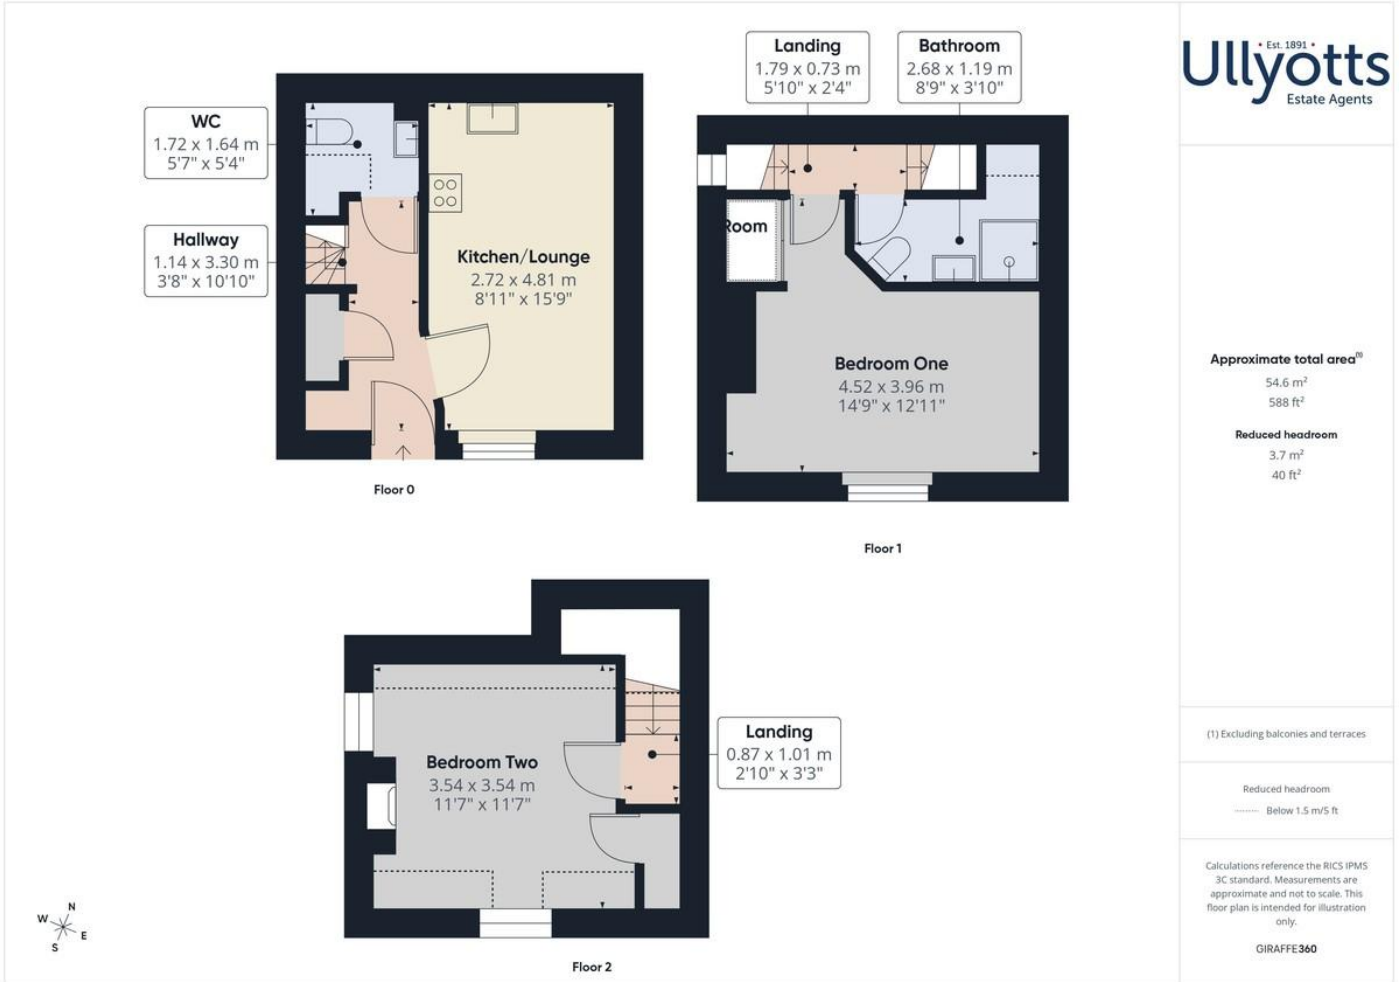 WC
1.72 x 1.64 m
5'7" x 5'4"
Hallway
1.14 x 3.30 m
3'8" x 10'10"
Kitchen/Lounge
2.72 x 4.81 m
8'11" x 15'9"
Floor 0
Landing
1.79 x 0.73 m
5'10" x 2'4"
Bathroom
2.68 x 1.19 m
8'9" x 3'10"
Room
Bedroom One
4.52 x 3.96 m
14'9" x 12'11"
Floor 1
Bedroom Two
3.54 x 3.54 m
11'7" x 11'7"
Landing
0.87 x 1.01 m
2'10" x 3'3"
Floor 2
N
W
E
S
• Est. 1891 •
Ullyotts
Estate Agents
Approximate total area(1)
54.6 m²
588 ft²
Reduced headroom
3.7 m²
40 ft²
(1) Excluding balconies and terraces
Reduced headroom
Below 1.5 m/5 ft
Calculations reference the RICS IPMS
3C standard. Measurements are
approximate and not to scale. This
floor plan is intended for illustration
only.
GIRAFFE360